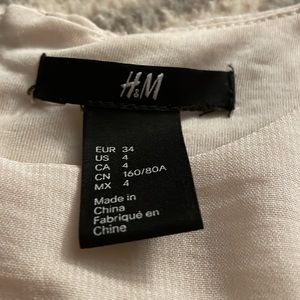 H&M
EUR 34
US 4
CA 4
CN 160/80A
MX 4
Made in
China
Fabriqué en
Chine